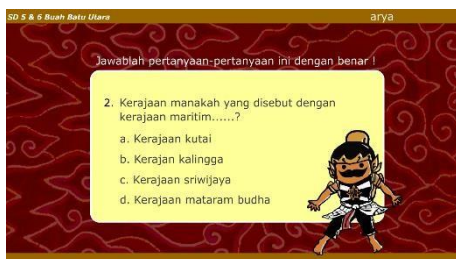 SD 5 & 6 Buah Batu Utara
arya
Jawablah pertanyaan-pertanyaan ini dengan benar !
2. Kerajaan manakah yang disebut dengan
kerajaan maritim......?
a. Kerajaan kutai
b. Kerajan kalingga
c. Kerajaan sriwijaya
d. Kerajaan mataram budha